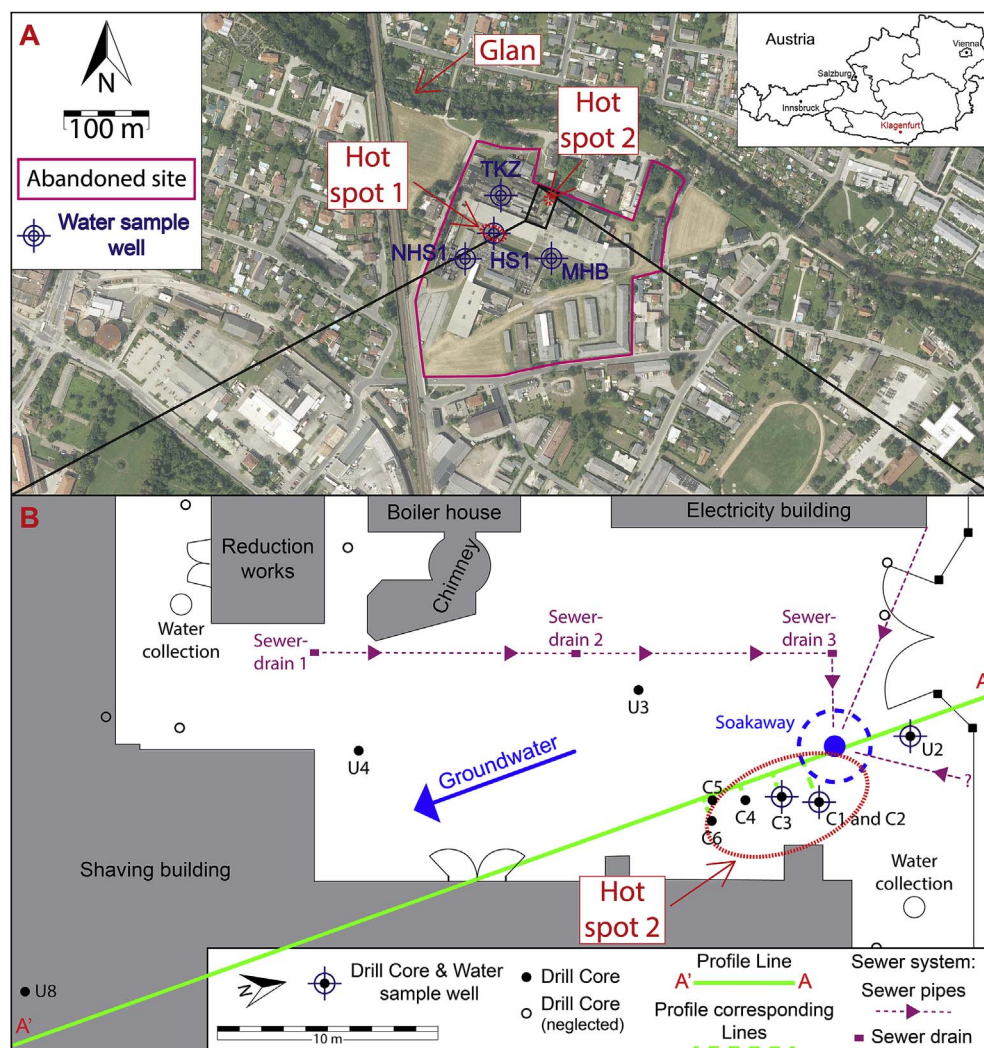 A
N
100 m
Abandoned site
Water sample
well
Glan
Hot
spot 2
Hot
spot 1
TKZ
NHS1
HS1
MHB
Austria
Vienna
Salzburg
Innsbruck
Klagenfurt
B
Boiler house
Electricity building
Reduction
works
Chimney
Water
collection
Sewer-
drain 1
Sewer-
drain 2
Sewer-
drain 3
A
U3
Soakaway
U2
U4
Groundwater
?
C5
C4
C3
C1 and C2
C6
Shaving building
Hot
spot 2
Water
collection
U8
A'
N
10 m
Drill Core & Water
sample well
Drill Core
Drill Core
(neglected)
Profile Line
A'
A
Profile corresponding
Lines
Sewer system:
Sewer pipes
Sewer drain